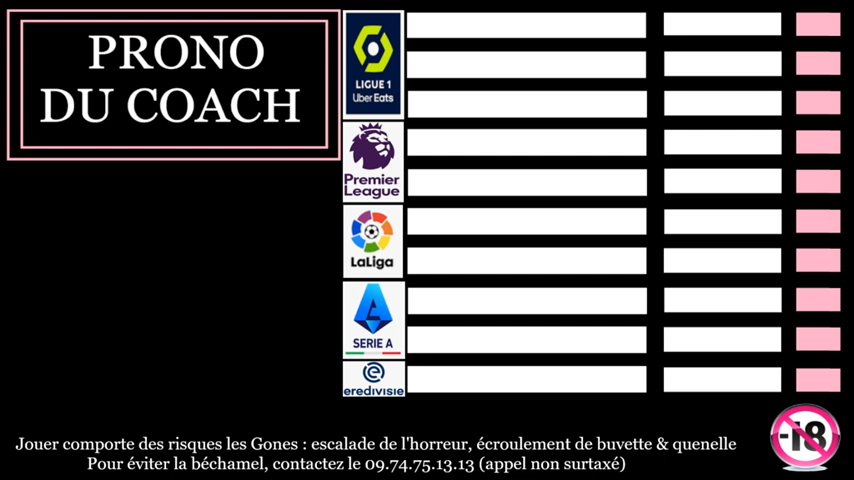 PRONO
DU COACH
LIGUE 1
Uber Eats
Premier
League
LaLiga
SERIE A
eredivisie
-18
Jouer comporte des risques les Gones : escalade de l'horreur, écroulement de buvette & quenelle
Pour éviter la béchamel, contactez le 09.74.75.13.13 (appel non surtaxé)